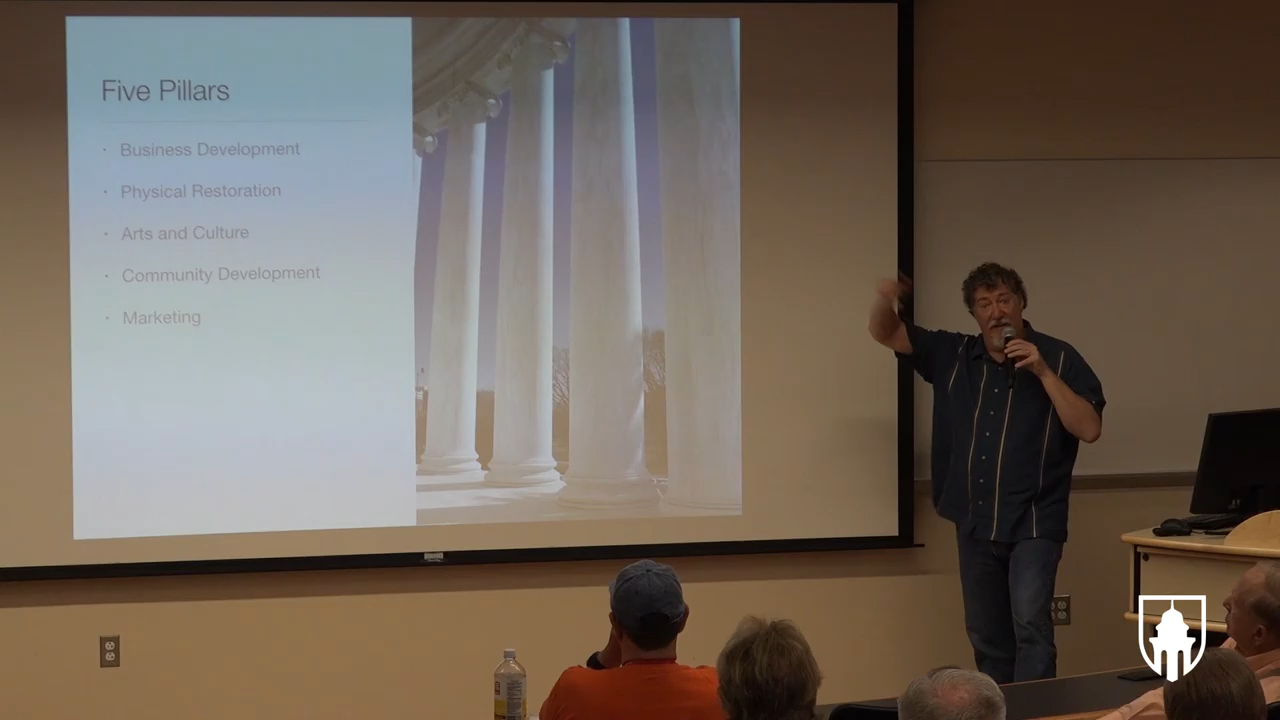 Five Pillars
· Business Development
· Physical Restoration
· Arts and Culture
· Community Development
· Marketing